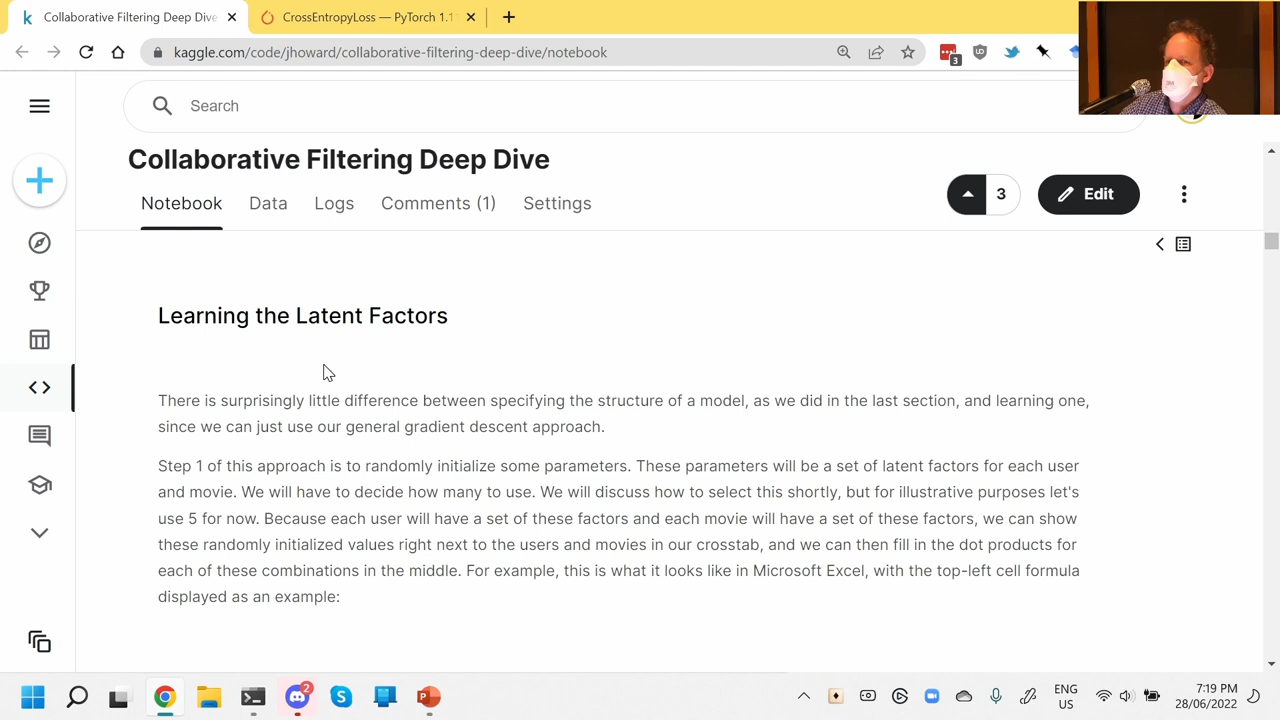 Collaborative Filtering Deep Dive
CrossEntropyLoss — PyTorch 1.1
kaggle.com/code/jhoward/collaborative-filtering-deep-dive/notebook
3
Search
Collaborative Filtering Deep Dive
Notebook Data Logs Comments (1) Settings
3
Edit
Learning the Latent Factors
There is surprisingly little difference between specifying the structure of a model, as we did in the last section, and learning one,
since we can just use our general gradient descent approach.
Step 1 of this approach is to randomly initialize some parameters. These parameters will be a set of latent factors for each user
and movie. We will have to decide how many to use. We will discuss how to select this shortly, but for illustrative purposes let's
use 5 for now. Because each user will have a set of these factors and each movie will have a set of these factors, we can show
these randomly initialized values right next to the users and movies in our crosstab, and we can then fill in the dot products for
each of these combinations in the middle. For example, this is what it looks like in Microsoft Excel, with the top-left cell formula
displayed as an example:
2
ENG
US
7:19 PM
28/06/2022